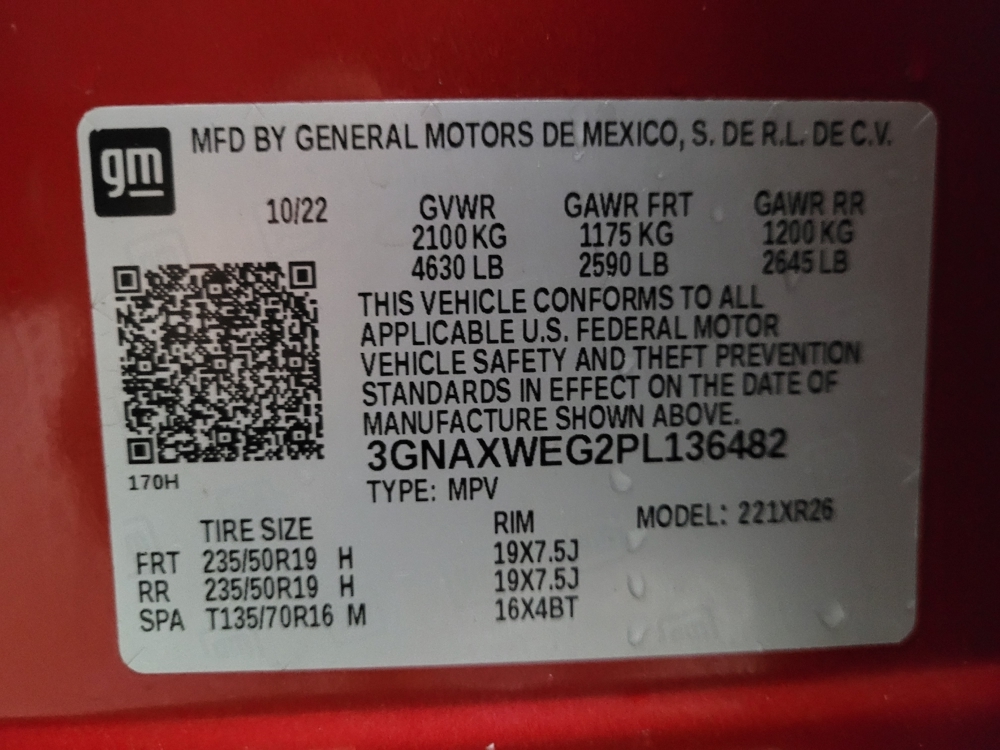 gm
MFD BY GENERAL MOTORS DE MEXICO, S. DE R.L. DE C.V.
10/22 GVWR GAWR FRT GAWR RR
2100 KG 1175 KG 1200 KG
4630 LB 2590 LB 2645 LB
THIS VEHICLE CONFORMS TO ALL
APPLICABLE U.S. FEDERAL MOTOR
VEHICLE SAFETY AND THEFT PREVENTION
STANDARDS IN EFFECT ON THE DATE OF
MANUFACTURE SHOWN ABOVE.
3GNAXWEG2PL136482
170H
TYPE: MPV
MODEL: 221XR26
TIRE SIZE RIM
FRT 235/50R19 H 19X7.5J
RR 235/50R19 H 19X7.5J
SPA T135/70R16 M 16X4BT